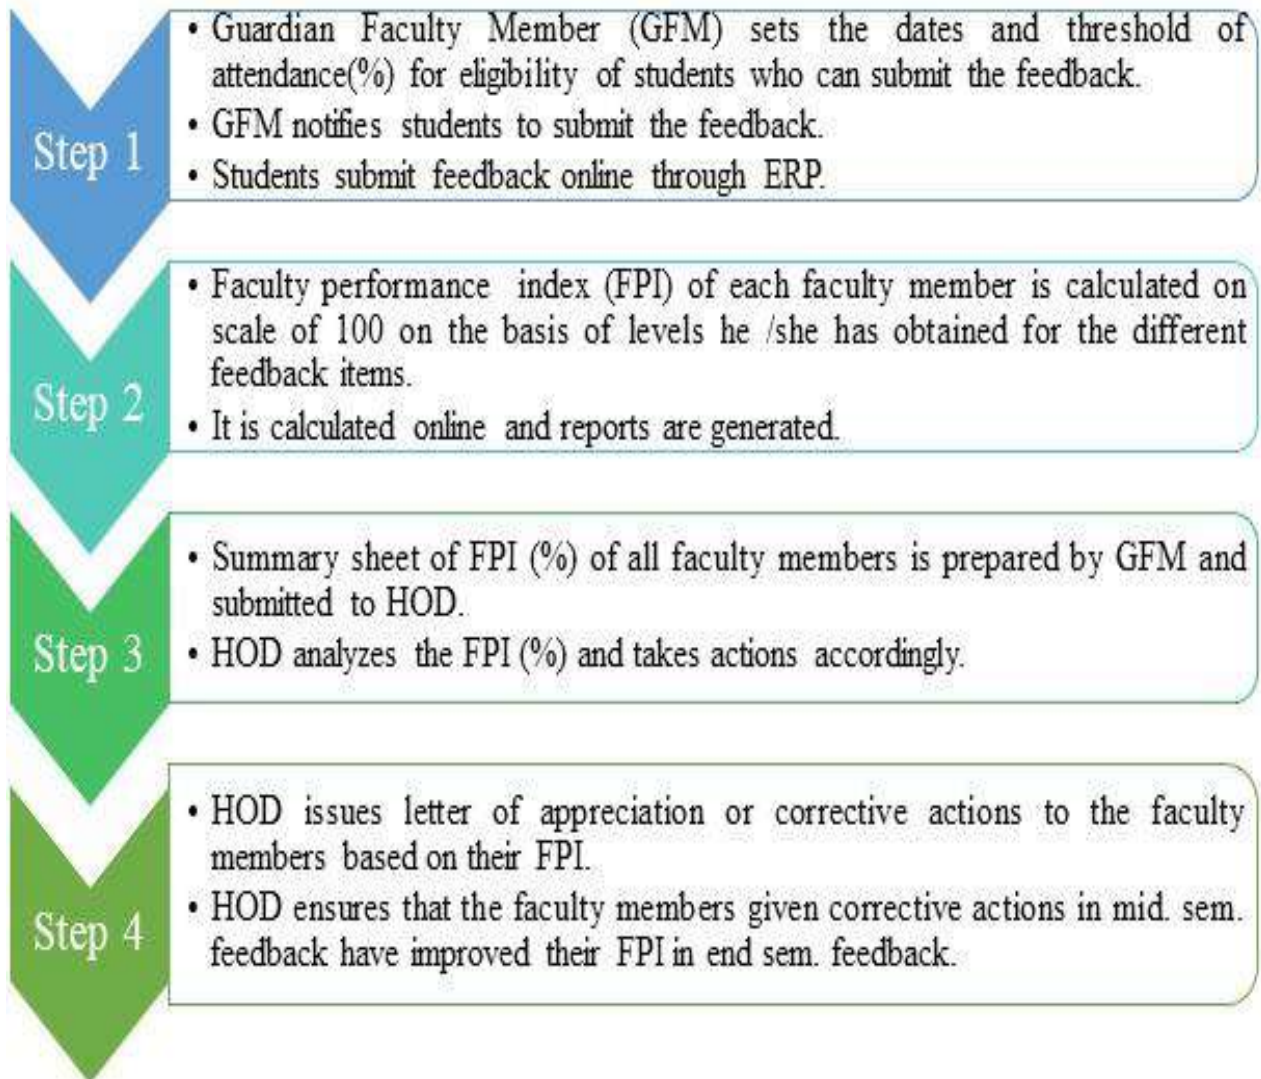 Step 1
• Guardian Faculty Member (GFM) sets the dates and threshold of
attendance(%) for eligibility of students who can submit the feedback.
• GFM notifies students to submit the feedback.
• Students submit feedback online through ERP.
Step 2
• Faculty performance index (FPI) of each faculty member is calculated on
scale of 100 on the basis of levels he /she has obtained for the different
feedback items.
• It is calculated online and reports are generated.
Step 3
• Summary sheet of FPI (%) of all faculty members is prepared by GFM and
submitted to HOD.
• HOD analyzes the FPI (%) and takes actions accordingly.
Step 4
• HOD issues letter of appreciation or corrective actions to the faculty
members based on their FPI.
• HOD ensures that the faculty members given corrective actions in mid. sem.
feedback have improved their FPI in end sem. feedback.